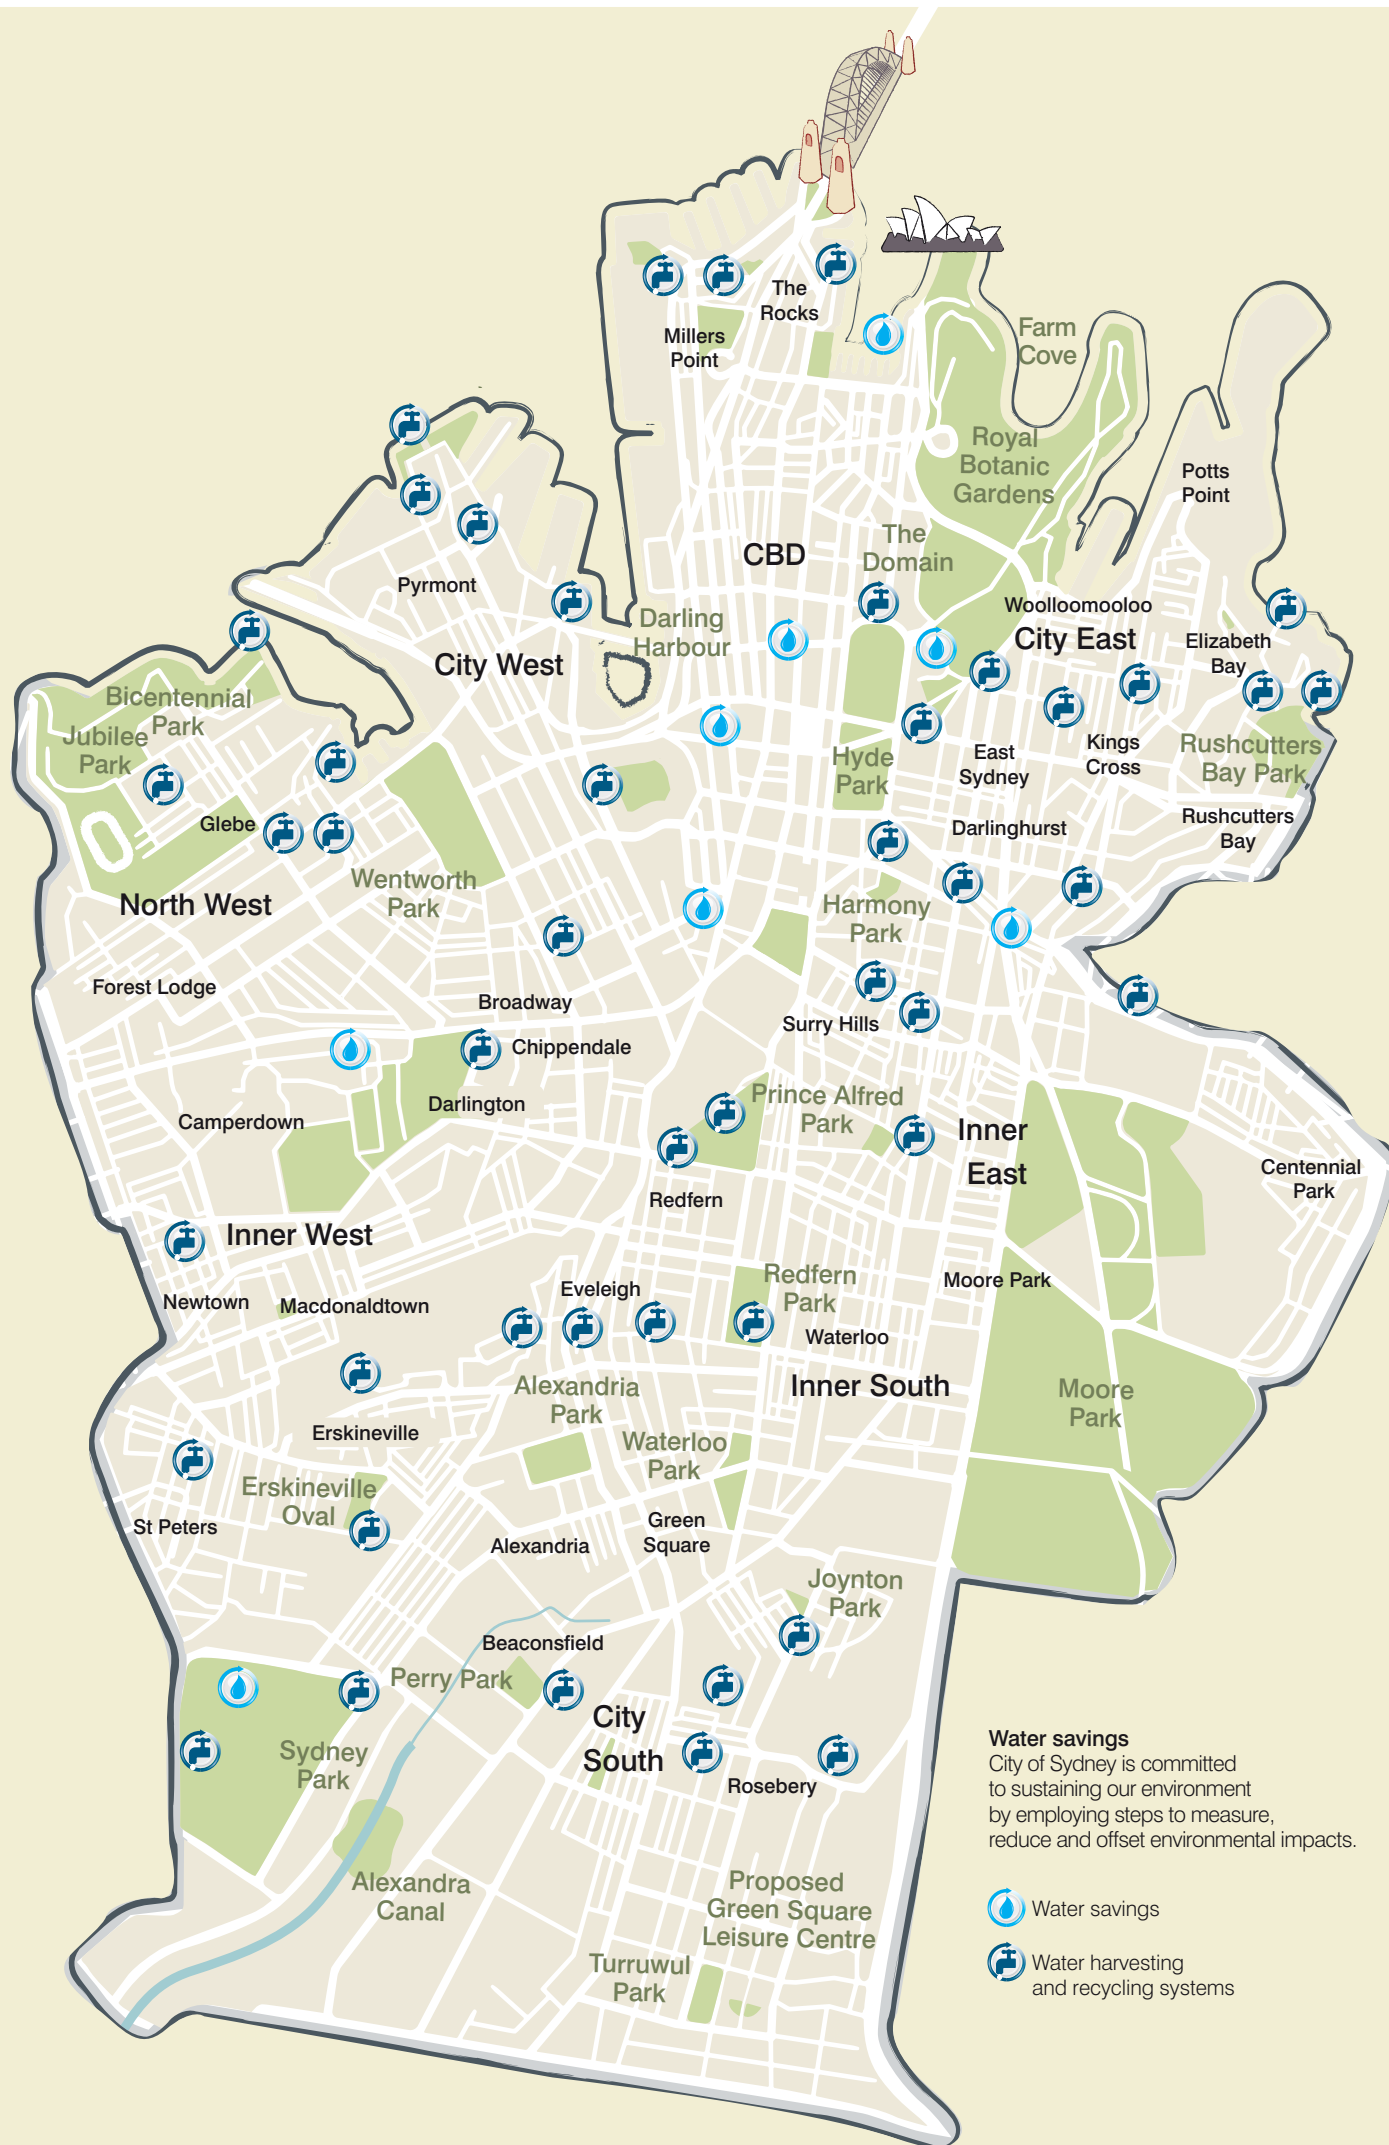 The
Rocks
Millers
Point
Farm
Cove
Royal
Botanic
Gardens
Potts
Point
CBD
The
Domain
Pyrmont
Woolloomooloo
Darling
Harbour
City East
Elizabeth
Bay
City West
Bicentennial
Park
Jubilee
Park
Hyde
Park
East
Sydney
Kings
Cross
Rushcutters
Bay Park
Glebe
Darlinghurst
Rushcutters
Bay
Wentworth
Park
North West
Harmony
Park
Forest Lodge
Broadway
Surry Hills
Chippendale
Darlington
Camperdown
Prince Alfred
Park
Inner
East
Centennial
Park
Redfern
Inner West
Newtown
Macdonaldtown
Eveleigh
Redfern
Park
Moore Park
Waterloo
Alexandria
Park
Inner South
Moore
Park
Erskineville
Waterloo
Park
Erskineville
Oval
St Peters
Alexandria
Green
Square
Joynton
Park
Beaconsfield
Perry Park
City
South
Sydney
Park
Rosebery
Alexandra
Canal
Proposed
Green Square
Leisure Centre
Turruwul
Park
Water savings
City of Sydney is committed
to sustaining our environment
by employing steps to measure,
reduce and offset environmental impacts.
Water savings
Water harvesting
and recycling systems